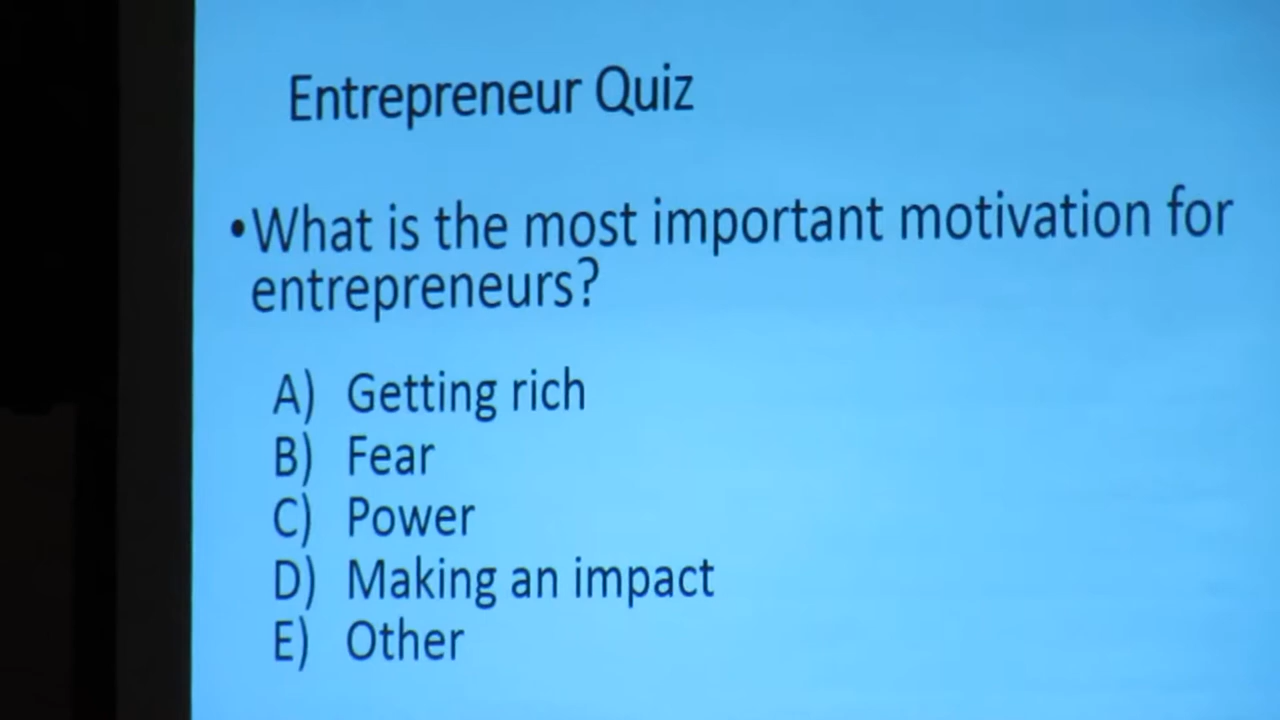 Entrepreneur Quiz
•What is the most important motivation for
entrepreneurs?
A) Getting rich
B) Fear
C) Power
D) Making an impact
E) Other